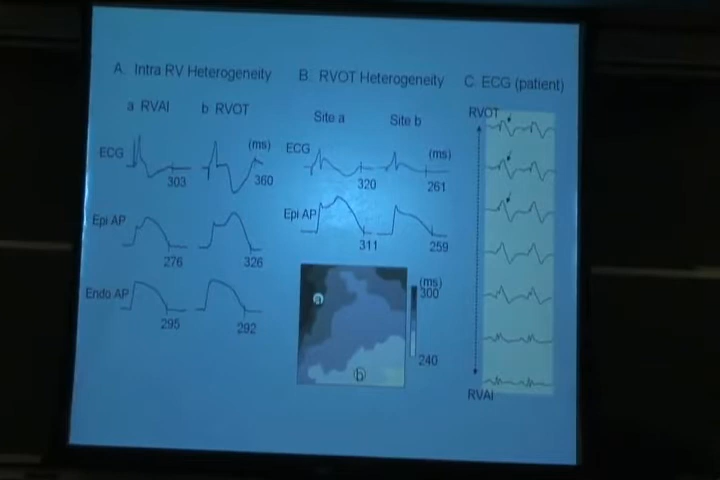 A. Intra RV Heterogeneity
a RVAI b RVOT
ECG (ms)
303 360
Epi AP
276 326
Endo AP
295 292
B. RVOT Heterogeneity
Site a Site b
ECG (ms)
320 261
Epi AP
311 259
(ms)
300
a
b
240
C. ECG (patient)
RVOT
RVAI